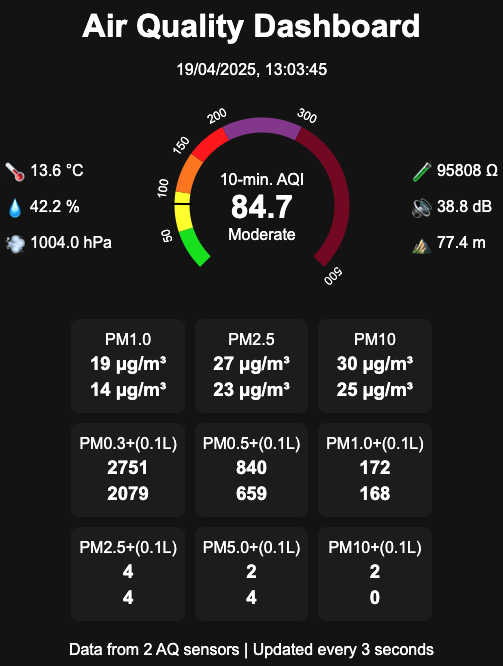 Air Quality Dashboard
19/04/2025, 13:03:45
13.6 °C
42.2 %
1004.0 hPa
50
100
150
200
300
500
10-min. AQI
84.7
Moderate
95808 Ω
38.8 dB
77.4 m
PM1.0
19 µg/m³
14 µg/m³
PM2.5
27 µg/m³
23 µg/m³
PM10
30 µg/m³
25 µg/m³
PM0.3+(0.1L)
2751
2079
PM0.5+(0.1L)
840
659
PM1.0+(0.1L)
172
168
PM2.5+(0.1L)
4
4
PM5.0+(0.1L)
2
4
PM10+(0.1L)
2
0
Data from 2 AQ sensors | Updated every 3 seconds